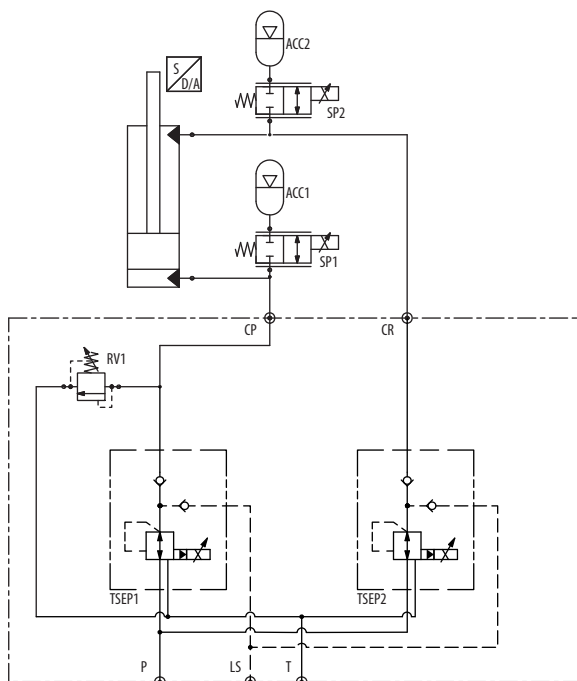 ACC2
S
D/A
SP2
ACC1
SP1
CP
CR
RV1
TSEP1
TSEP2
P
LS
T